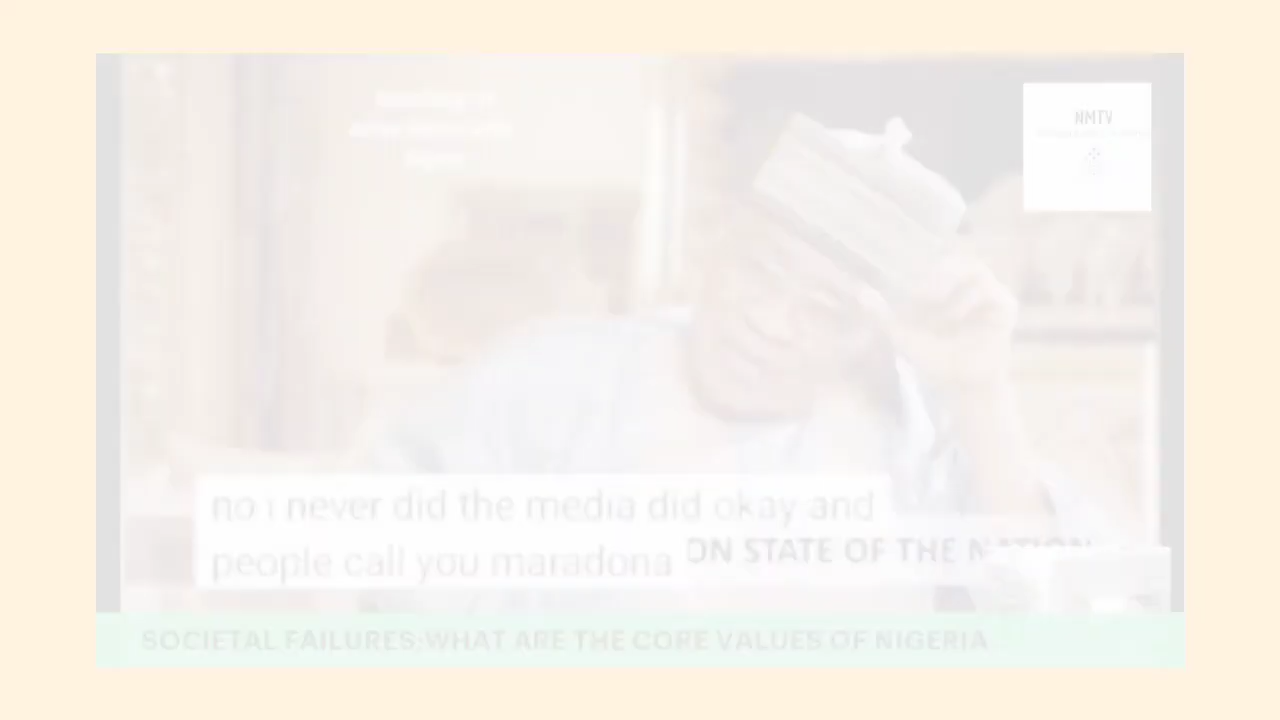 NMTV
no i never did the media did okay and
people call you maradona
ON STATE OF THE NATION
SOCIETAL FAILURES:WHAT ARE THE CORE VALUES OF NIGERIA